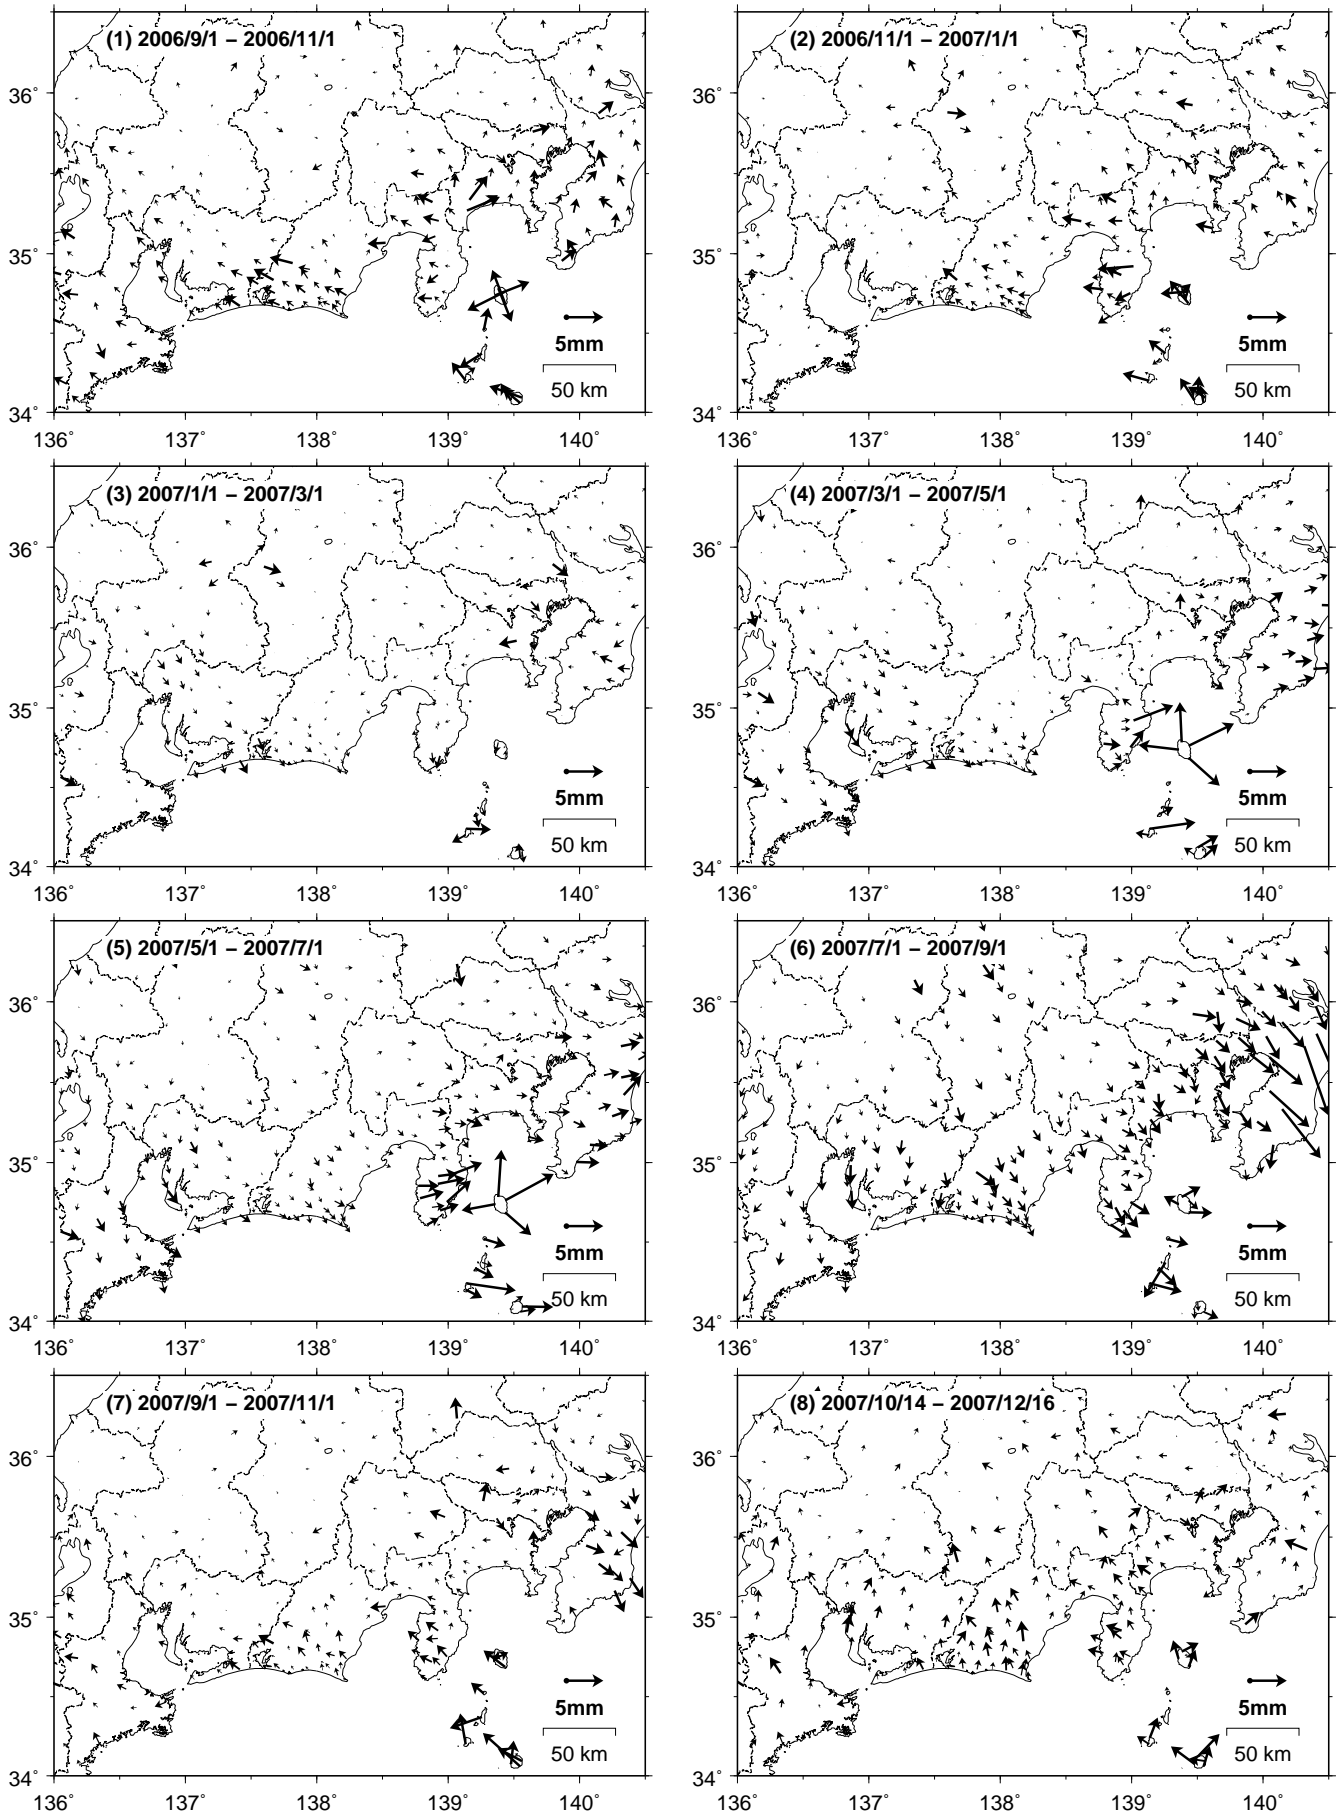 (1) 2006/9/1 – 2006/11/1
36°
35°
34°
5mm
50 km
136° 137° 138° 139° 140°
(2) 2006/11/1 – 2007/1/1
36°
35°
34°
5mm
50 km
136° 137° 138° 139° 140°
(3) 2007/1/1 – 2007/3/1
36°
35°
34°
5mm
50 km
136° 137° 138° 139° 140°
(4) 2007/3/1 – 2007/5/1
36°
35°
34°
5mm
50 km
136° 137° 138° 139° 140°
(5) 2007/5/1 – 2007/7/1
36°
35°
34°
5mm
50 km
136° 137° 138° 139° 140°
(6) 2007/7/1 – 2007/9/1
36°
35°
34°
5mm
50 km
136° 137° 138° 139° 140°
(7) 2007/9/1 – 2007/11/1
36°
35°
34°
5mm
50 km
136° 137° 138° 139° 140°
(8) 2007/10/14 – 2007/12/16
36°
35°
34°
5mm
50 km
136° 137° 138° 139° 140°